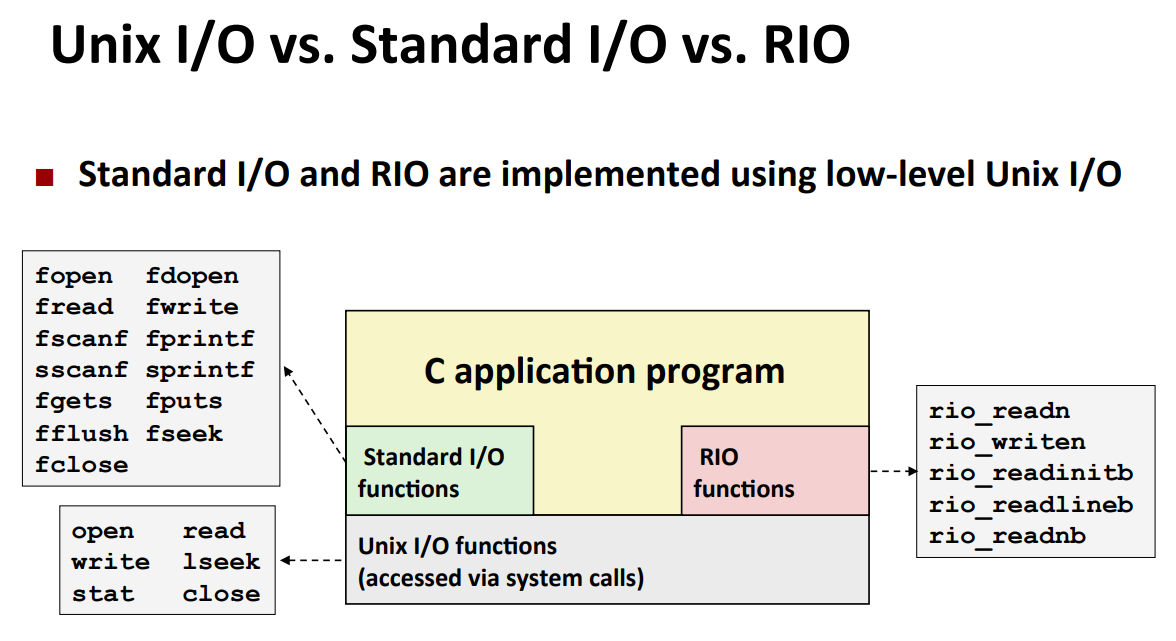 Unix I/O vs. Standard I/O vs. RIO
Standard I/O and RIO are implemented using low-level Unix I/O
fopen fdopen
fread fwrite
fscanf fprintf
sscanf sprintf
fgets fputs
fflush fseek
fclose
C application program
Standard I/O
functions
RIO
functions
rio_readn
rio_writen
rio_readinitb
rio_readlineb
rio_readnb
open read
write lseek
stat close
Unix I/O functions
(accessed via system calls)